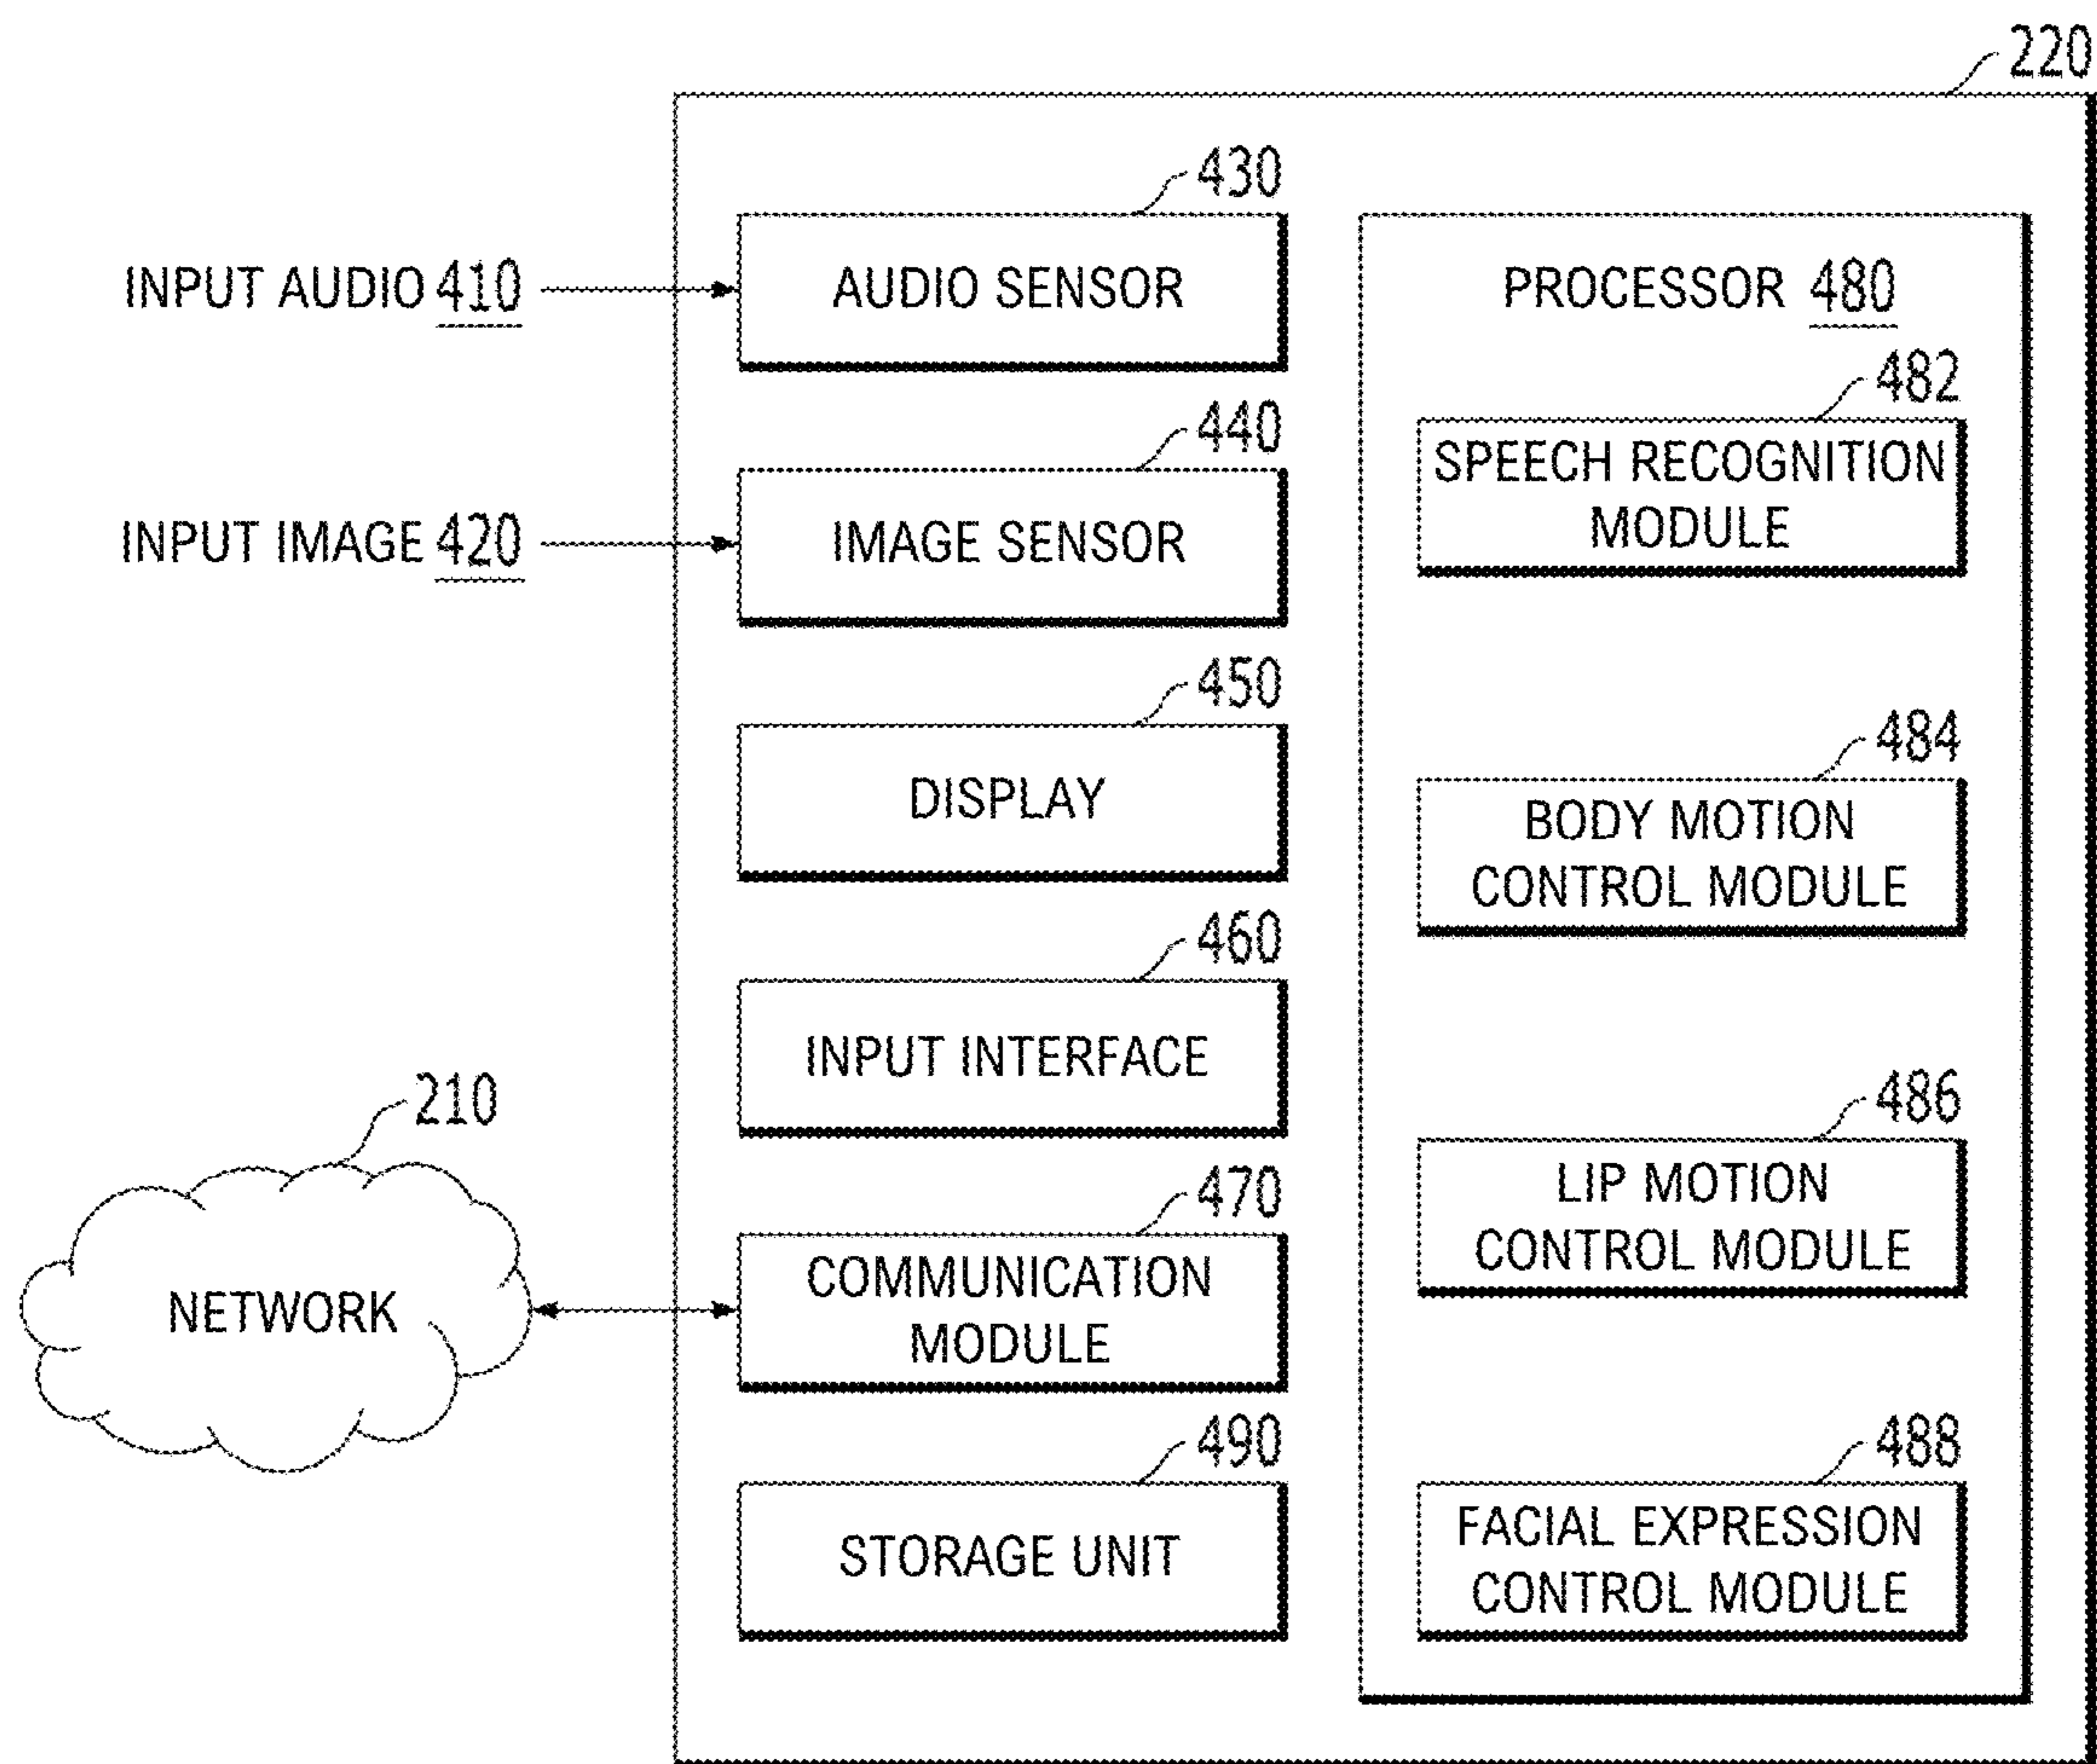 220
430
INPUT AUDIO 410
AUDIO SENSOR
440
INPUT IMAGE 420
IMAGE SENSOR
450
DISPLAY
460
INPUT INTERFACE
210
NETWORK
470
COMMUNICATION
MODULE
490
STORAGE UNIT
PROCESSOR 480
482
SPEECH RECOGNITION
MODULE
484
BODY MOTION
CONTROL MODULE
486
LIP MOTION
CONTROL MODULE
488
FACIAL EXPRESSION
CONTROL MODULE